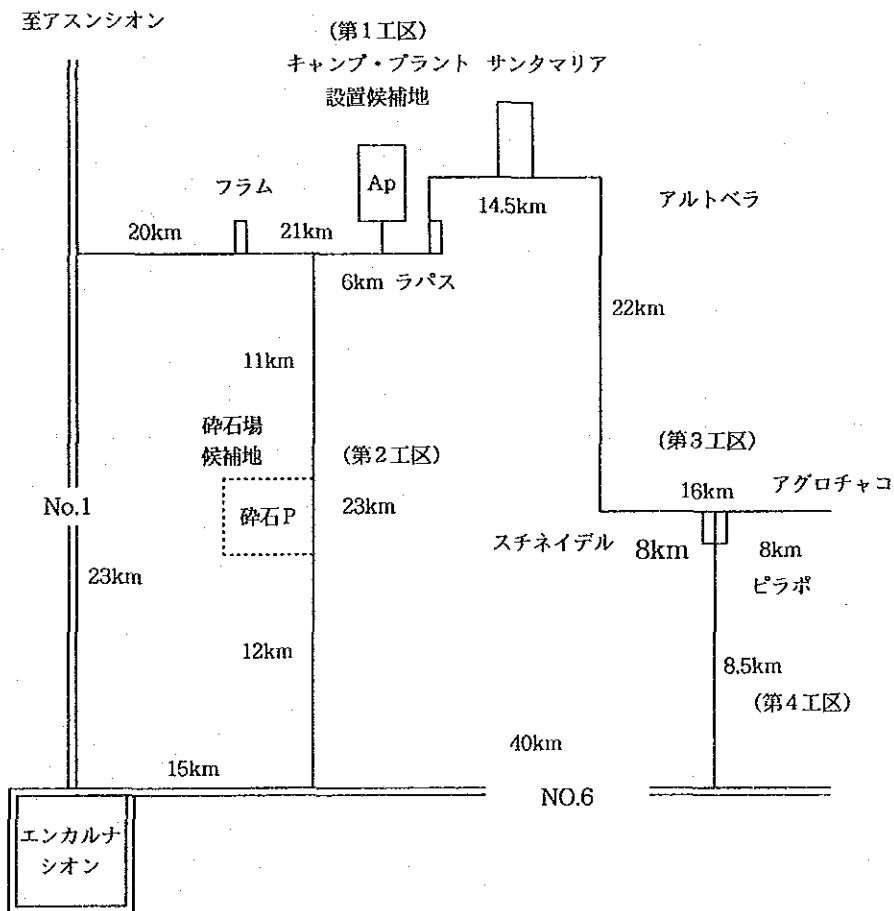 至アスンシオン
(第1工区)
キャンプ・プラント サンタマリア
設置候補地
フラム
Ap
アルトベラ
20km
21km
14.5km
6km ラパス
22km
11km
砕石場
候補地
(第2工区)
(第3工区)
16km
アグロチャコ
No.1
砕石P
23km
スチネイデル
8km
8km
23km
ピラポ
12km
8.5km
(第4工区)
40km
15km
NO.6
エンカルナ
シオン